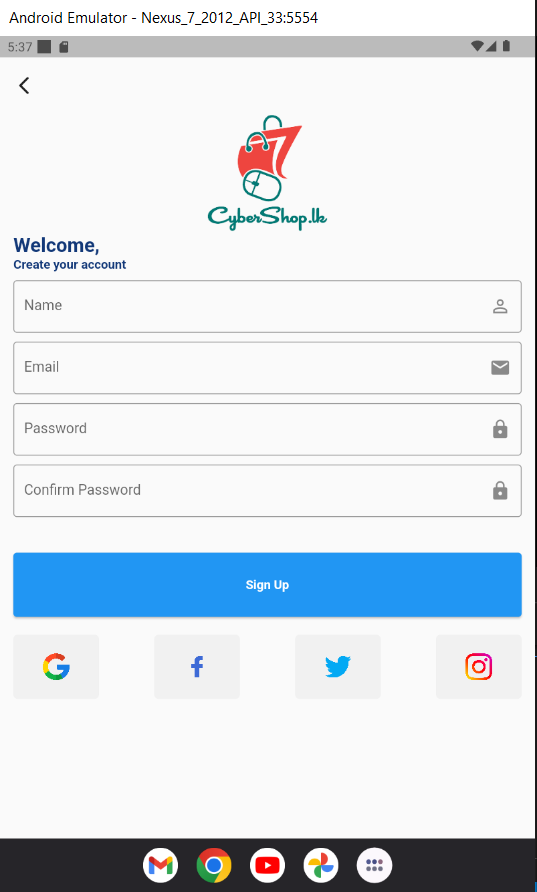 Android Emulator - Nexus_7_2012_API_33:5554
5:37
CyberShop.lk
Welcome,
Create your account
Name
Email
Password
Confirm Password
Sign Up